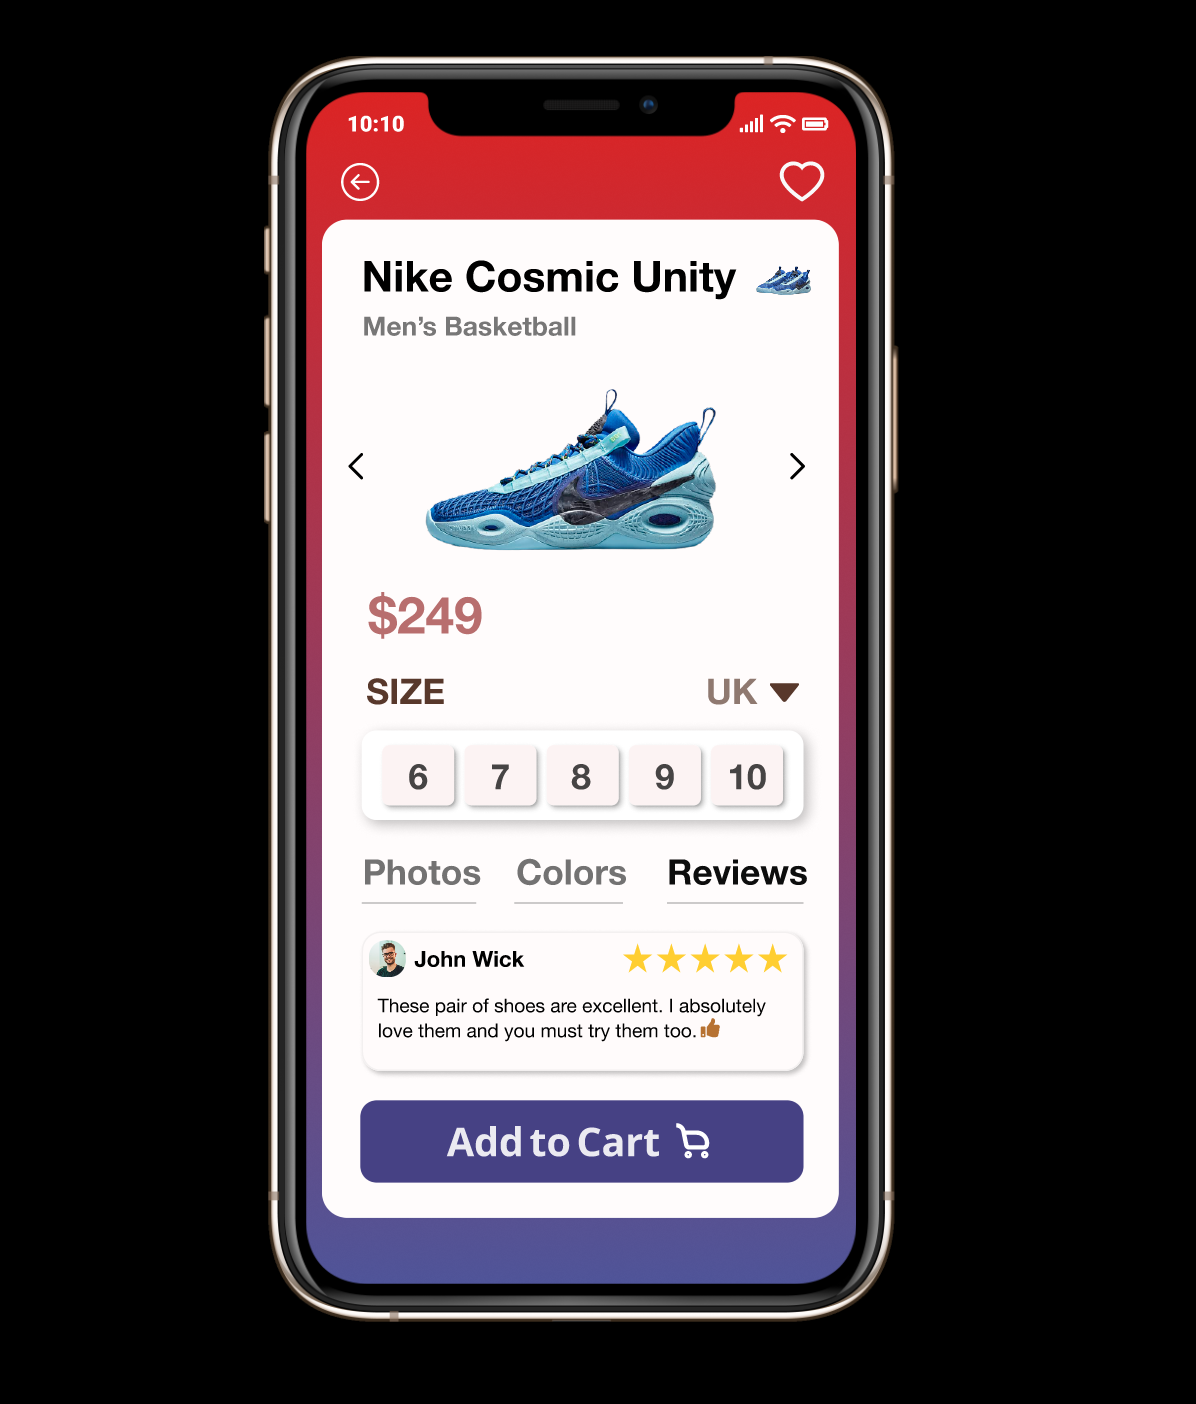 10:10
Nike Cosmic Unity
Men's Basketball
$249
SIZE UK
6 7 8 9 10
Photos Colors Reviews
John Wick
These pair of shoes are excellent. I absolutely
love them and you must try them too.👍
Add to Cart